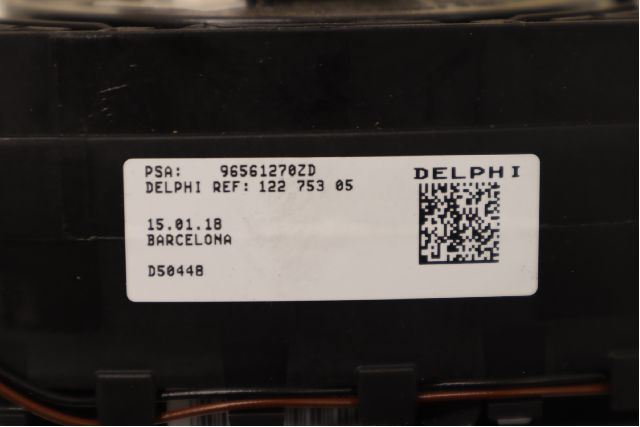 PSA: 96561270ZD
DELPHI
DELPHI REF: 122 753 05
15.01.18
BARCELONA
D50448